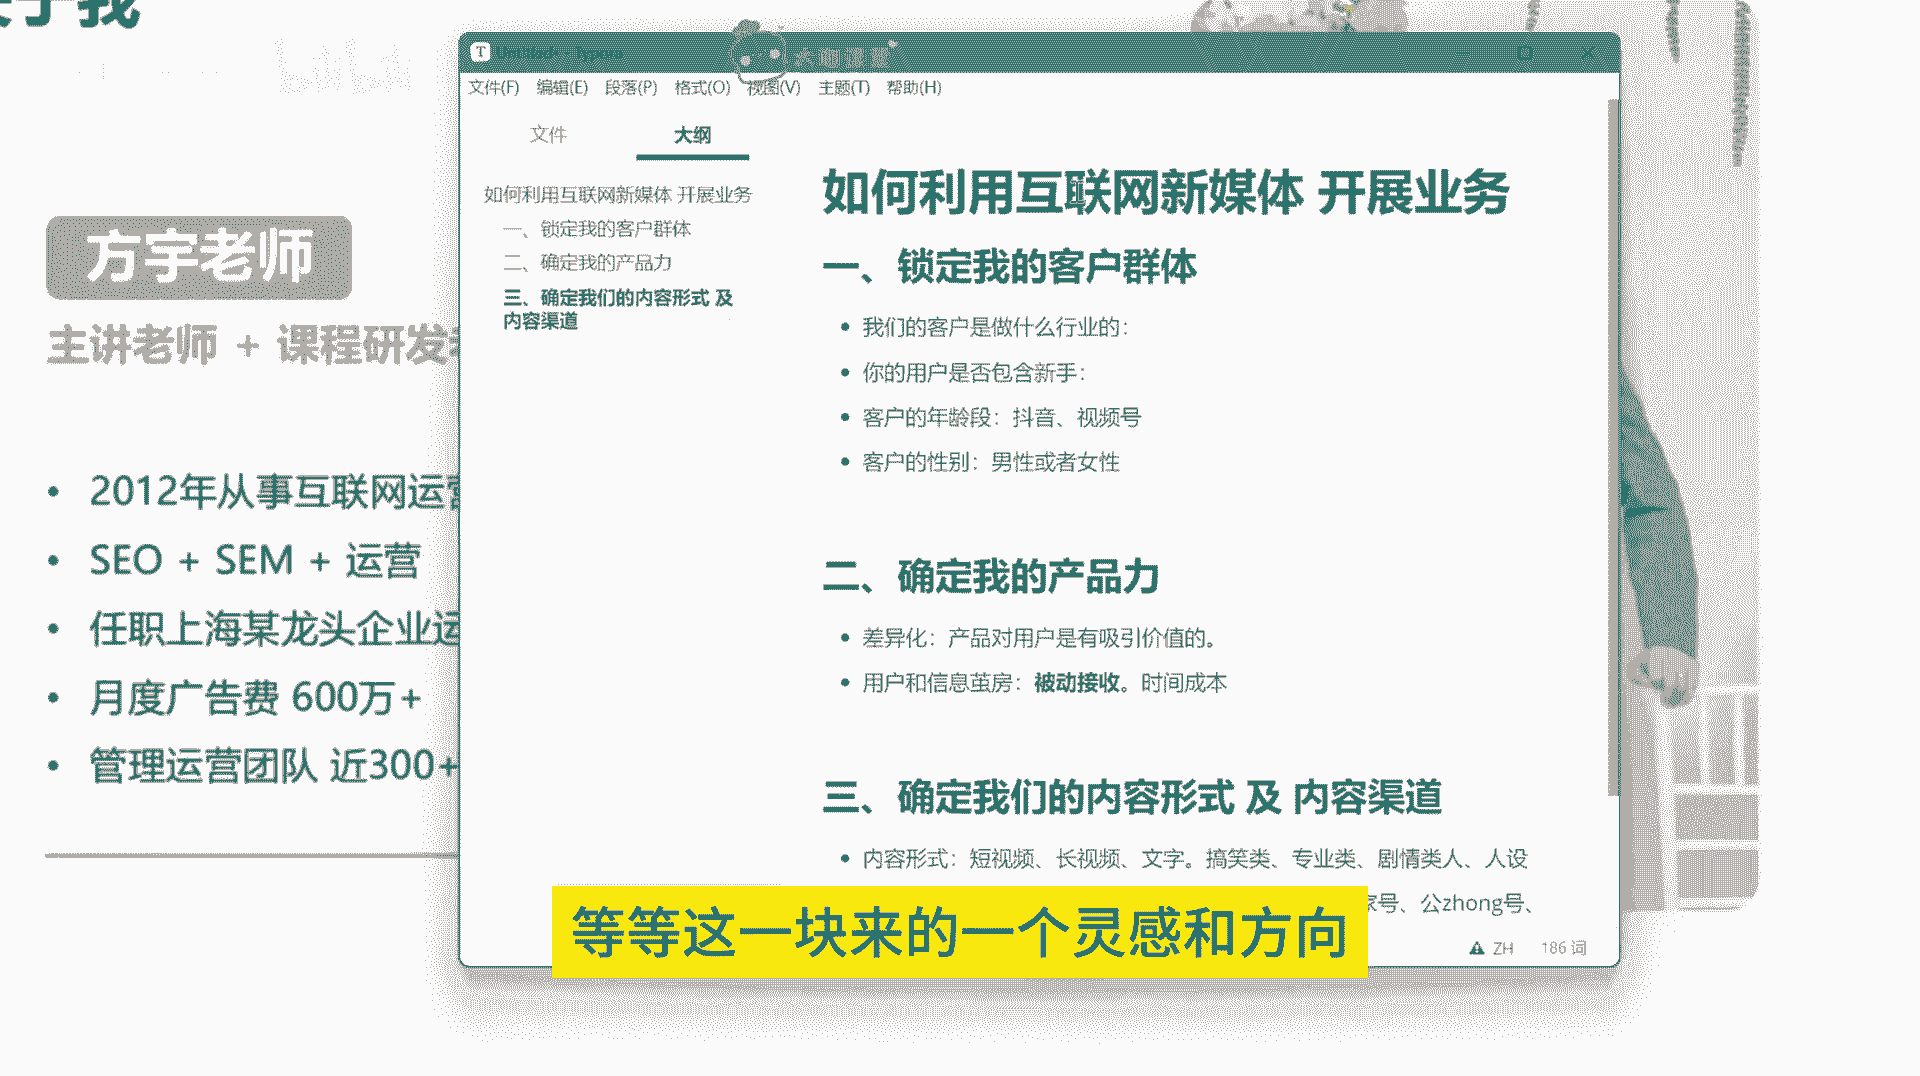 方宇老师
主讲老师 + 课程研发
2012年从事互联网运营
SEO + SEM + 运营
任职上海某龙头企业运
月度广告费 600万+
管理运营团队 近300+
Untitled - Typora
文件(F) 编辑(E) 段落(P) 格式(O) 视图(V) 主题(T) 帮助(H)
文件 大纲
如何利用互联网新媒体 开展业务
一、锁定我的客户群体
二、确定我的产品力
三、确定我们的内容形式 及
内容渠道
如何利用互联网新媒体 开展业务
一、锁定我的客户群体
我们的客户是做什么行业的：
你的用户是否包含新手：
客户的年龄段：抖音、视频号
客户的性别：男性或者女性
二、确定我的产品力
差异化：产品对用户是有吸引价值的。
用户和信息茧房：被动接收。时间成本
三、确定我们的内容形式 及 内容渠道
内容形式：短视频、长视频、文字。搞笑类、专业类、剧情类人、人设
家号、公zhong号、
等等这一块来的一个灵感和方向
ZH 186 词